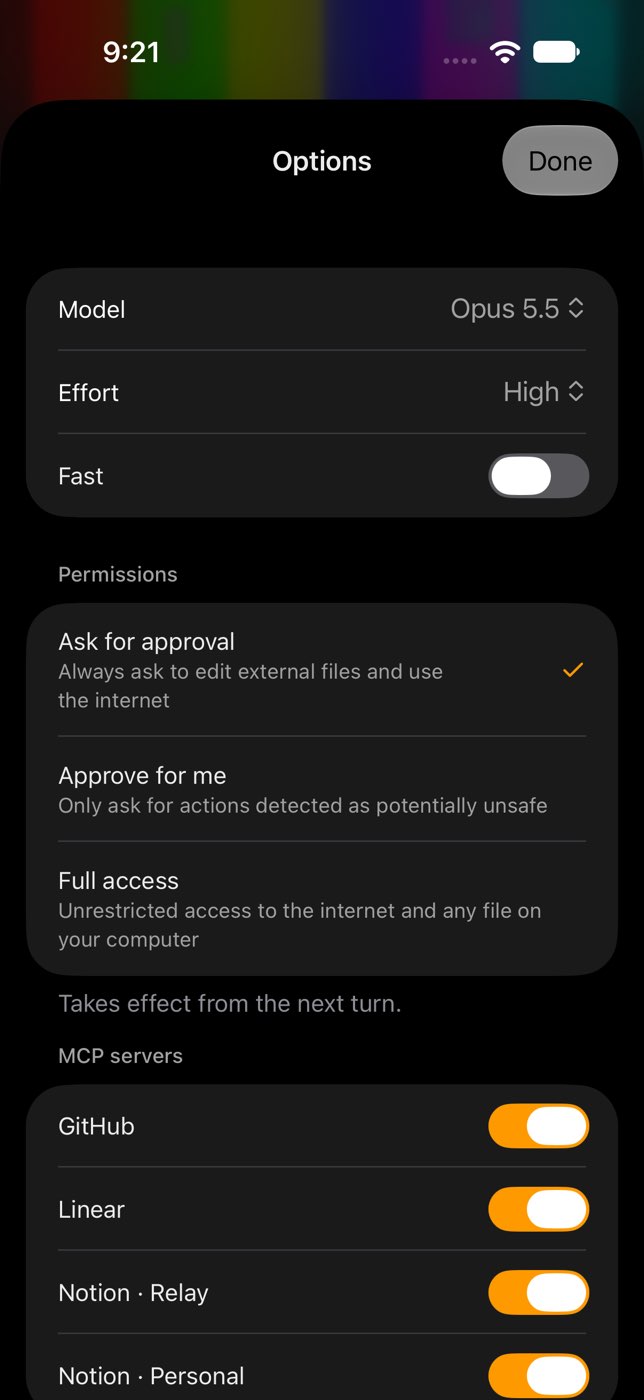 9:21
Options
Done
Model
Opus 5.5
Effort
High
Fast
Permissions
Ask for approval
Always ask to edit external files and use
the internet
Approve for me
Only ask for actions detected as potentially unsafe
Full access
Unrestricted access to the internet and any file on
your computer
Takes effect from the next turn.
MCP servers
GitHub
Linear
Notion · Relay
Notion · Personal